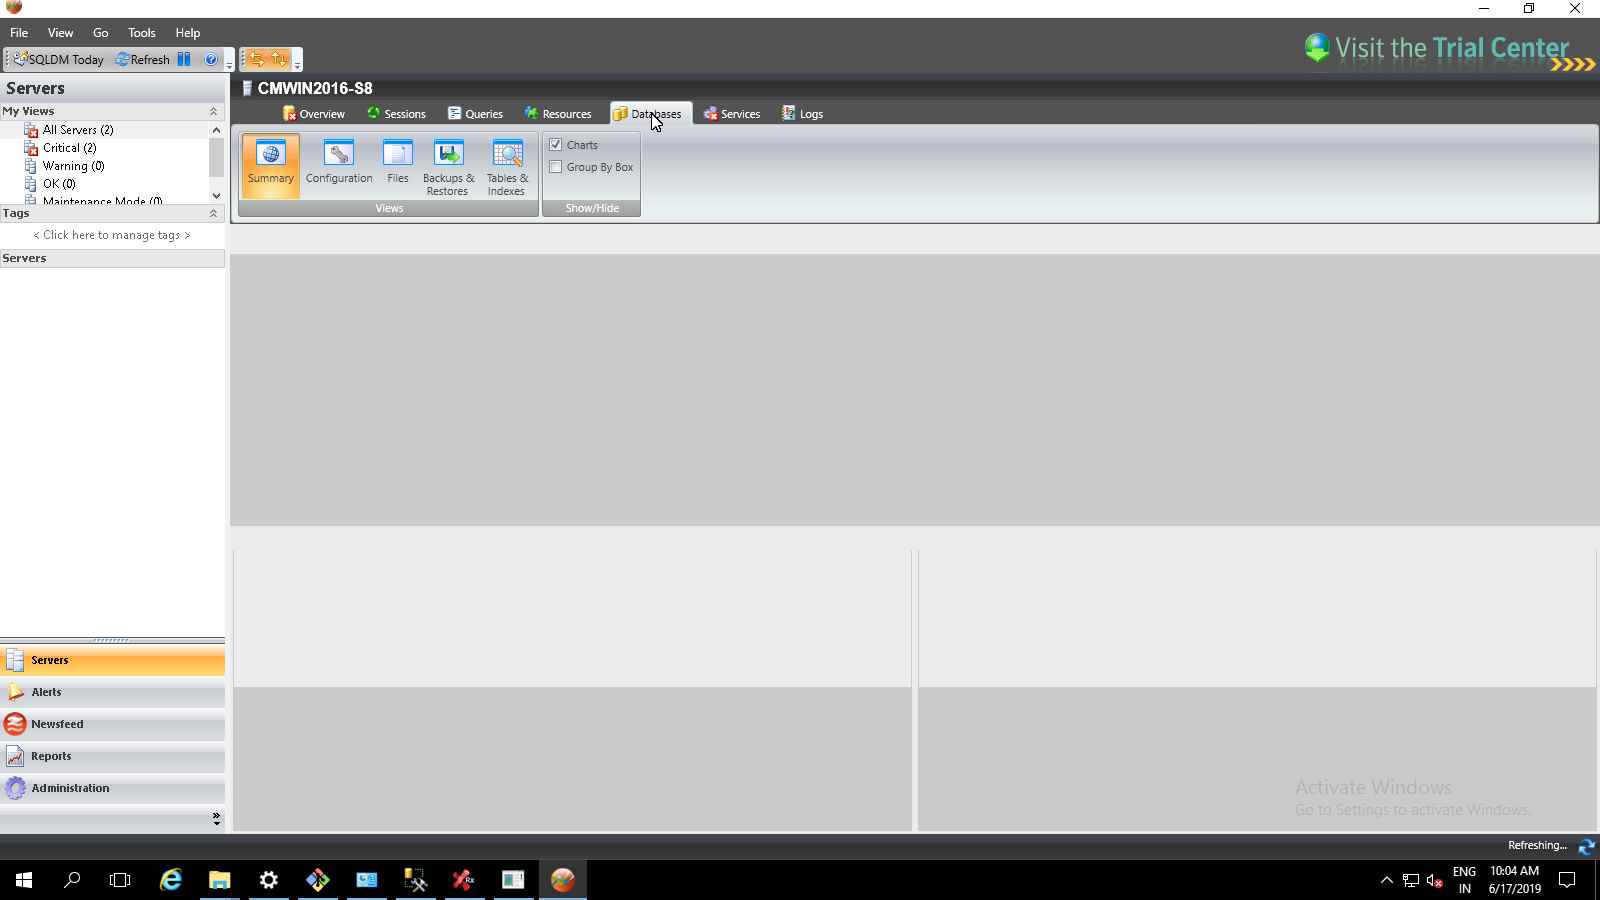 File View Go Tools Help
Visit the Trial Center
SQLDM Today Refresh
Servers
CMWIN2016-S8
My Views
Overview Sessions Queries Resources Databases Services Logs
All Servers (2)
Critical (2)
Warning (0)
OK (0)
Maintenance Mode (0)
Summary Configuration Files Backups & Restores Tables & Indexes
Charts
Group By Box
Views Show/Hide
Tags
< Click here to manage tags >
Servers
Servers
Alerts
Newsfeed
Reports
Administration
Activate Windows
Go to Settings to activate Windows.
Refreshing...
ENG
IN
10:04 AM
6/17/2019